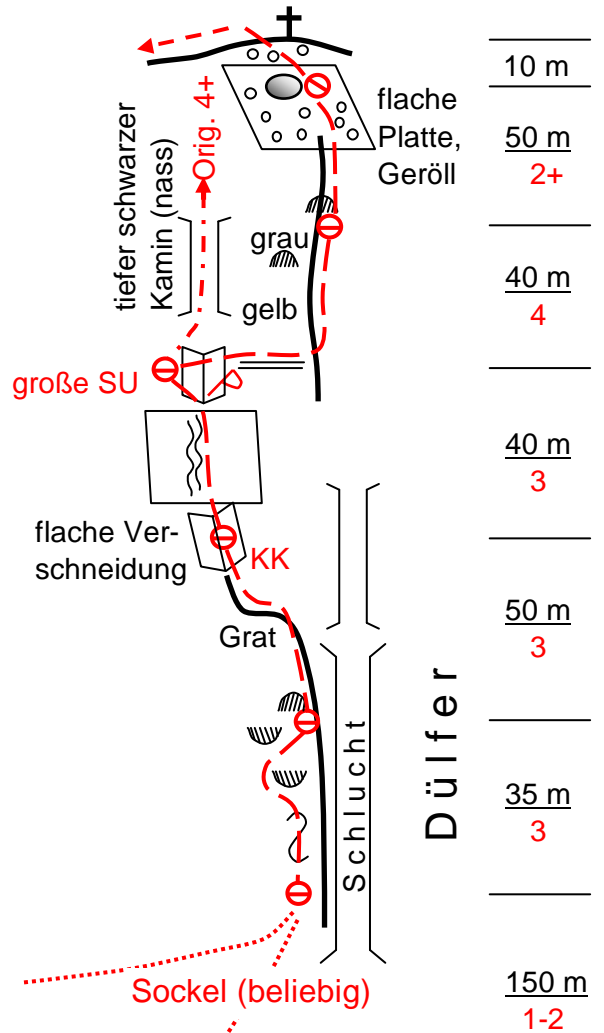 10 m
flache
Platte,
Geröll
50 m
2+
Orig. 4+
tiefer schwarzer
Kamin (nass)
grau
gelb
40 m
4
große SU
40 m
3
flache Ver-
schneidung
KK
Grat
50 m
3
Schlucht
Dülfer
35 m
3
Sockel (beliebig)
150 m
1-2